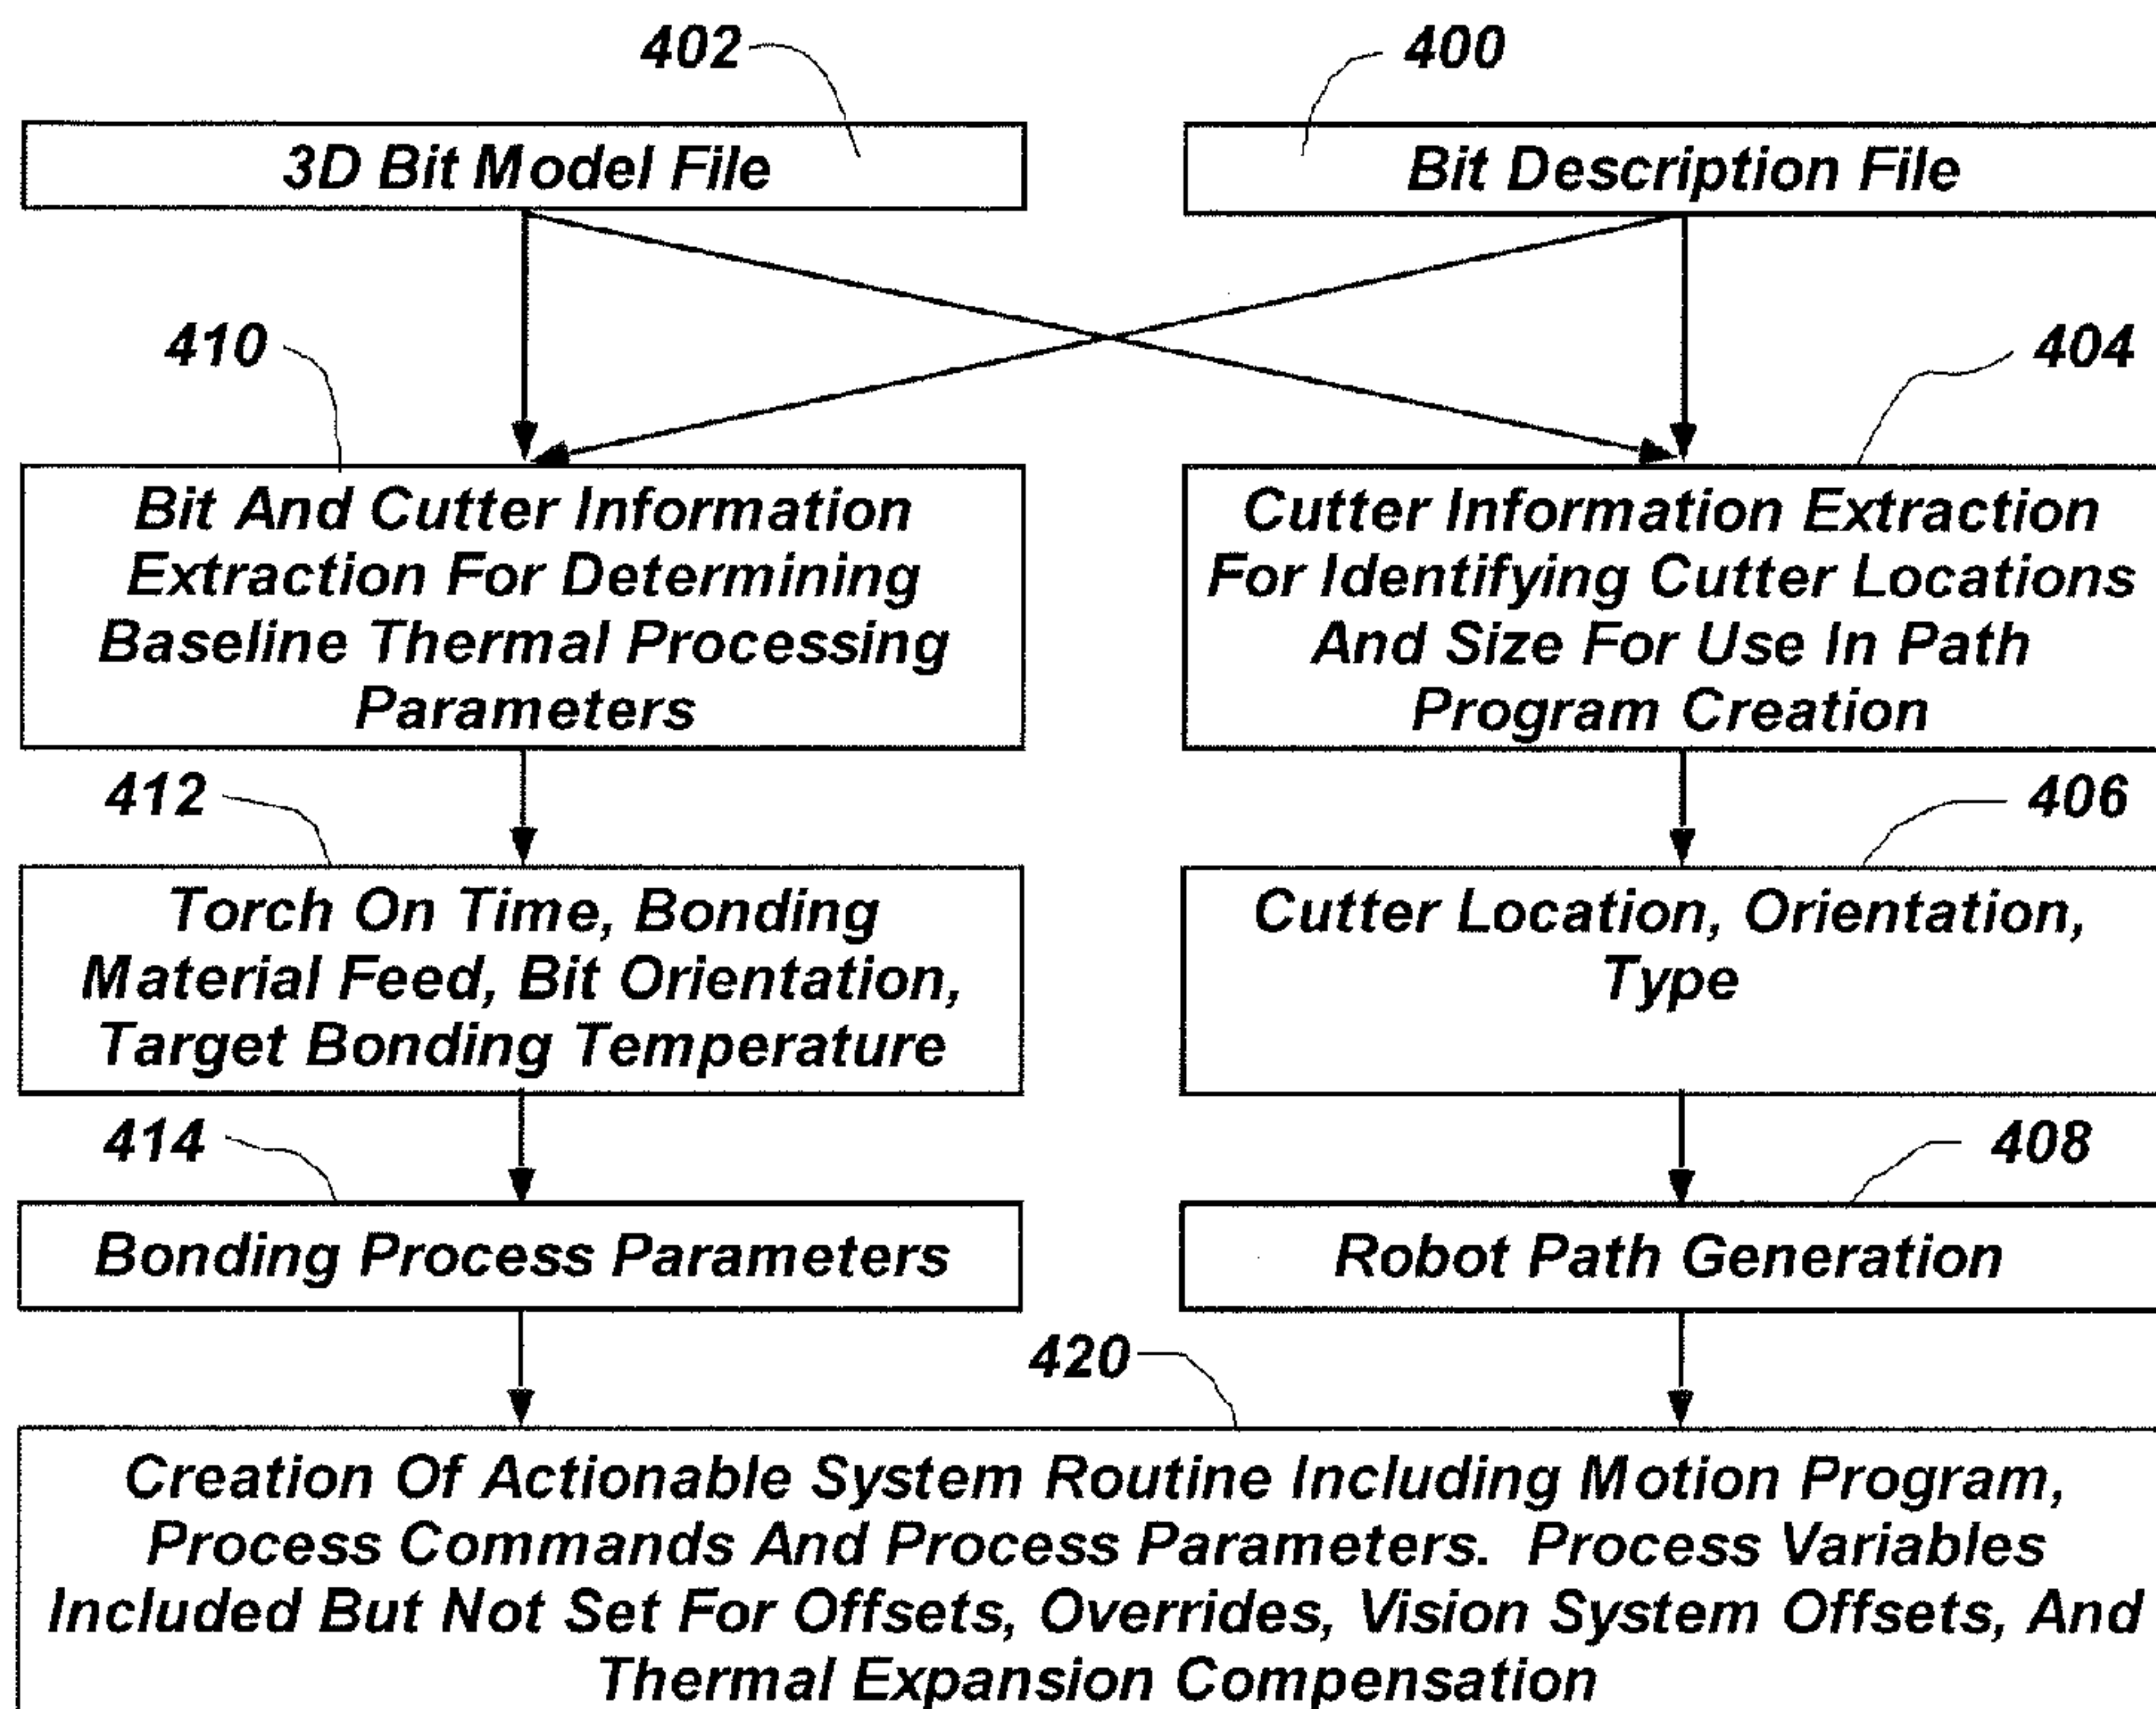 402
400
3D Bit Model File
Bit Description File
410
404
Bit And Cutter Information
Extraction For Determining
Baseline Thermal Processing
Parameters
Cutter Information Extraction
For Identifying Cutter Locations
And Size For Use In Path
Program Creation
412
406
Torch On Time, Bonding
Material Feed, Bit Orientation,
Target Bonding Temperature
Cutter Location, Orientation,
Type
414
408
Bonding Process Parameters
Robot Path Generation
420
Creation Of Actionable System Routine Including Motion Program,
Process Commands And Process Parameters. Process Variables
Included But Not Set For Offsets, Overrides, Vision System Offsets, And
Thermal Expansion Compensation